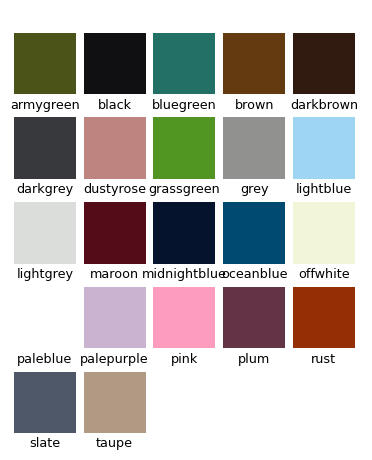 armygreen black bluegreen brown darkbrown
darkgrey dustyrose grassgreen grey lightblue
lightgrey maroon midnightblue oceanblue offwhite
paleblue palepurple pink plum rust
slate taupe